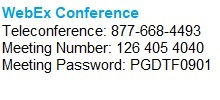 WebEx Conference
Teleconference: 877-668-4493
Meeting Number: 126 405 4040
Meeting Password: PGDTF0901